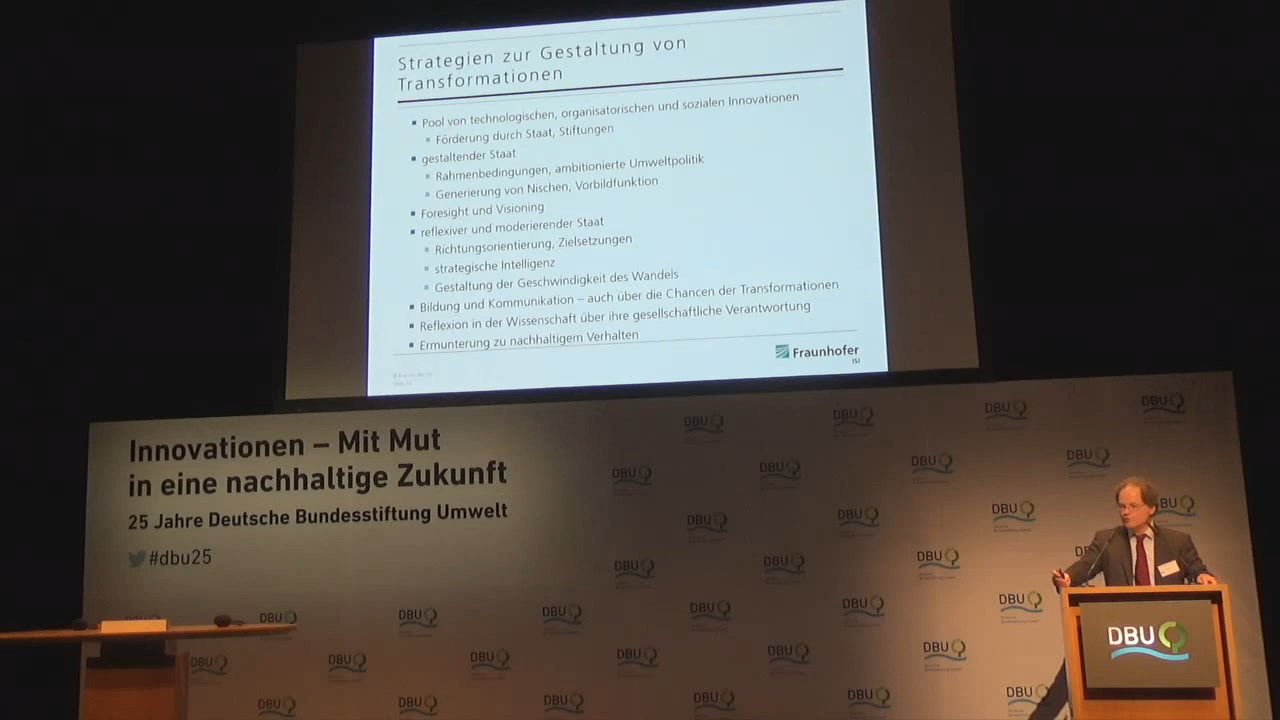 Strategien zur Gestaltung von
Transformationen
Pool von technologischen, organisatorischen und sozialen Innovationen
Förderung durch Staat, Stiftungen
gestaltender Staat
Rahmenbedingungen, ambitionierte Umweltpolitik
Generierung von Nischen, Vorbildfunktion
Foresight und Visioning
reflexiver und moderierender Staat
Richtungsorientierung, Zielsetzungen
strategische Intelligenz
Gestaltung der Geschwindigkeit des Wandels
Bildung und Kommunikation – auch über die Chancen der Transformationen
Reflexion in der Wissenschaft über ihre gesellschaftliche Verantwortung
Ermunterung zu nachhaltigem Verhalten
Fraunhofer
ISI
Innovationen – Mit Mut
in eine nachhaltige Zukunft
25 Jahre Deutsche Bundesstiftung Umwelt
#dbu25
DBU